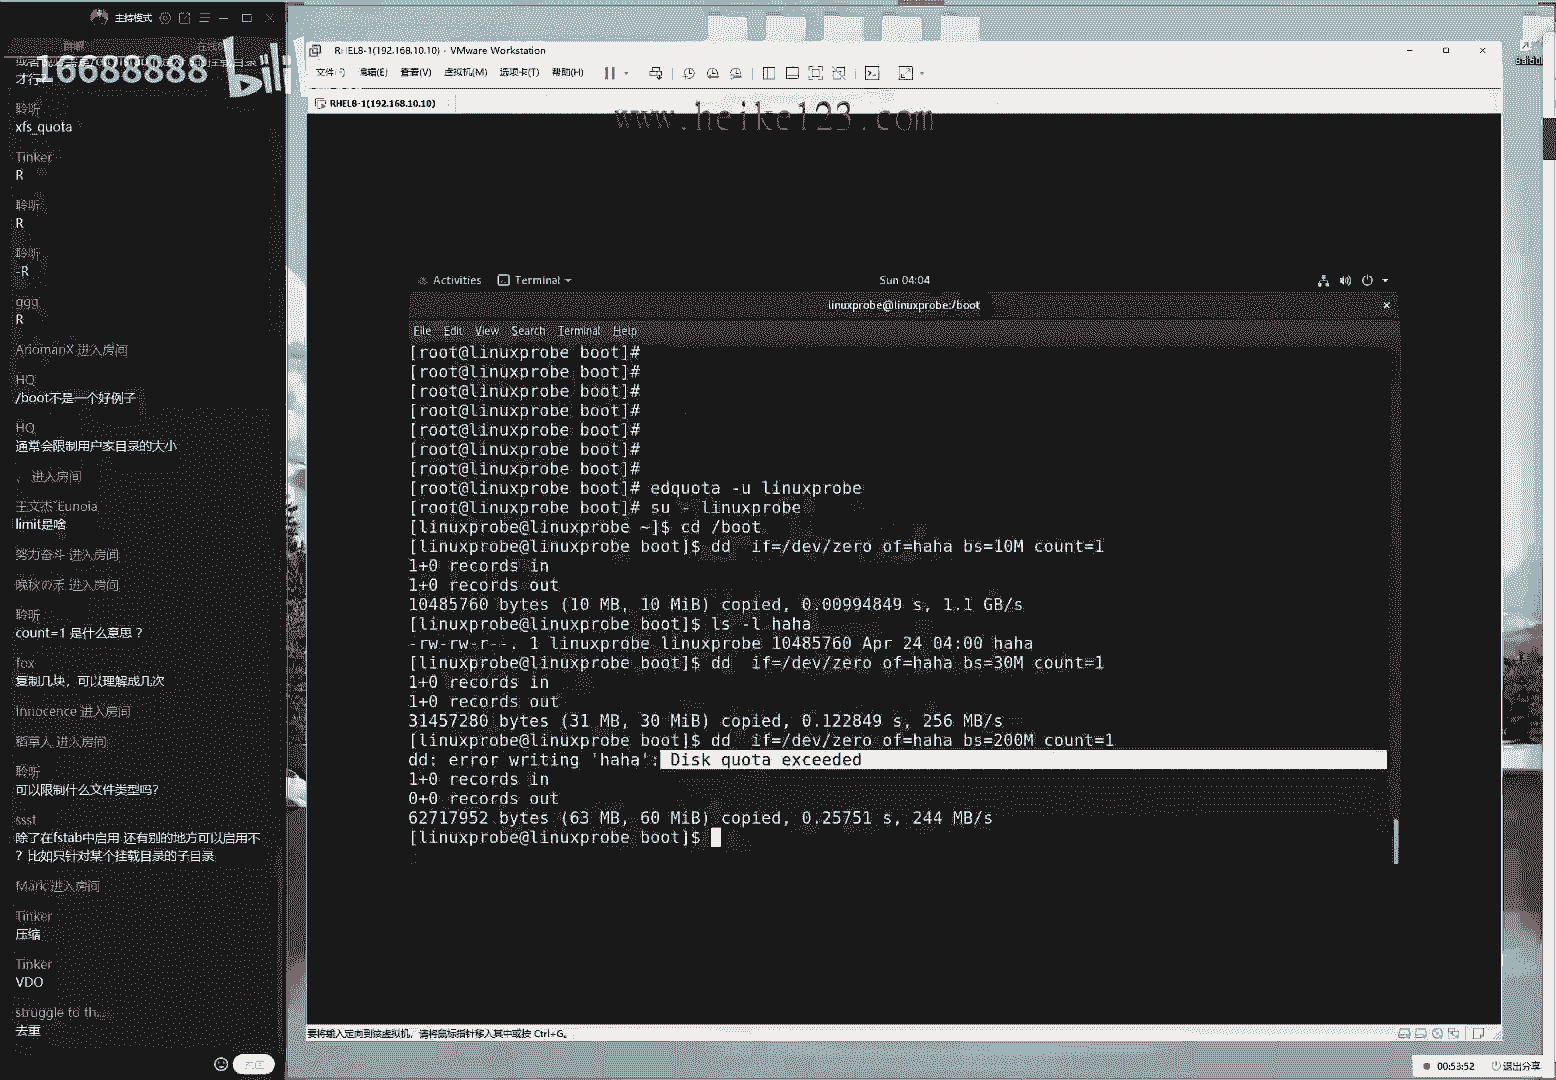 主持模式
16688888 bili
才行
聆听
xfs_quota
Tinker
R
聆听
R
聆听
-R
qgg
R
AriomanX 进入房间
HQ
/boot不是一个好例子
HQ
通常会限制用户家目录的大小
、 进入房间
王文杰 Eunoia
limit是啥
努力奋斗 进入房间
晚秋の禾 进入房间
聆听
count=1 是什么意思？
fox
复制几块，可以理解成几次
Innocence 进入房间
稻草人 进入房间
聆听
可以限制什么文件类型吗？
ssst
除了在fstab中启用 还有别的地方可以启用不
？比如只针对某个挂载目录的子目录
Mark 进入房间
Tinker
压缩
Tinker
VDO
struggle to th...
去重
RHEL8-1(192.168.10.10) - VMware Workstation
文件(F) 编辑(E) 查看(V) 虚拟机(M) 选项卡(T) 帮助(H)
RHEL8-1(192.168.10.10)
www.heike123.com
Activities Terminal Sun 04:04
linuxprobe@linuxprobe:/boot
File Edit View Search Terminal Help
[root@linuxprobe boot]#
[root@linuxprobe boot]#
[root@linuxprobe boot]#
[root@linuxprobe boot]#
[root@linuxprobe boot]#
[root@linuxprobe boot]#
[root@linuxprobe boot]#
[root@linuxprobe boot]# edquota -u linuxprobe
[root@linuxprobe boot]# su - linuxprobe
[linuxprobe@linuxprobe ~]$ cd /boot
[linuxprobe@linuxprobe boot]$ dd  if=/dev/zero of=haha bs=10M count=1
1+0 records in
1+0 records out
10485760 bytes (10 MB, 10 MiB) copied, 0.00994849 s, 1.1 GB/s
[linuxprobe@linuxprobe boot]$ ls -l haha
-rw-rw-r--. 1 linuxprobe linuxprobe 10485760 Apr 24 04:00 haha
[linuxprobe@linuxprobe boot]$ dd  if=/dev/zero of=haha bs=30M count=1
1+0 records in
1+0 records out
31457280 bytes (31 MB, 30 MiB) copied, 0.122849 s, 256 MB/s
[linuxprobe@linuxprobe boot]$ dd  if=/dev/zero of=haha bs=200M count=1
dd: error writing 'haha': Disk quota exceeded
1+0 records in
0+0 records out
62717952 bytes (63 MB, 60 MiB) copied, 0.25751 s, 244 MB/s
[linuxprobe@linuxprobe boot]$
要将输入定向到该虚拟机，请将鼠标指针移入其中或按 Ctrl+G。
00:53:52 退出分享